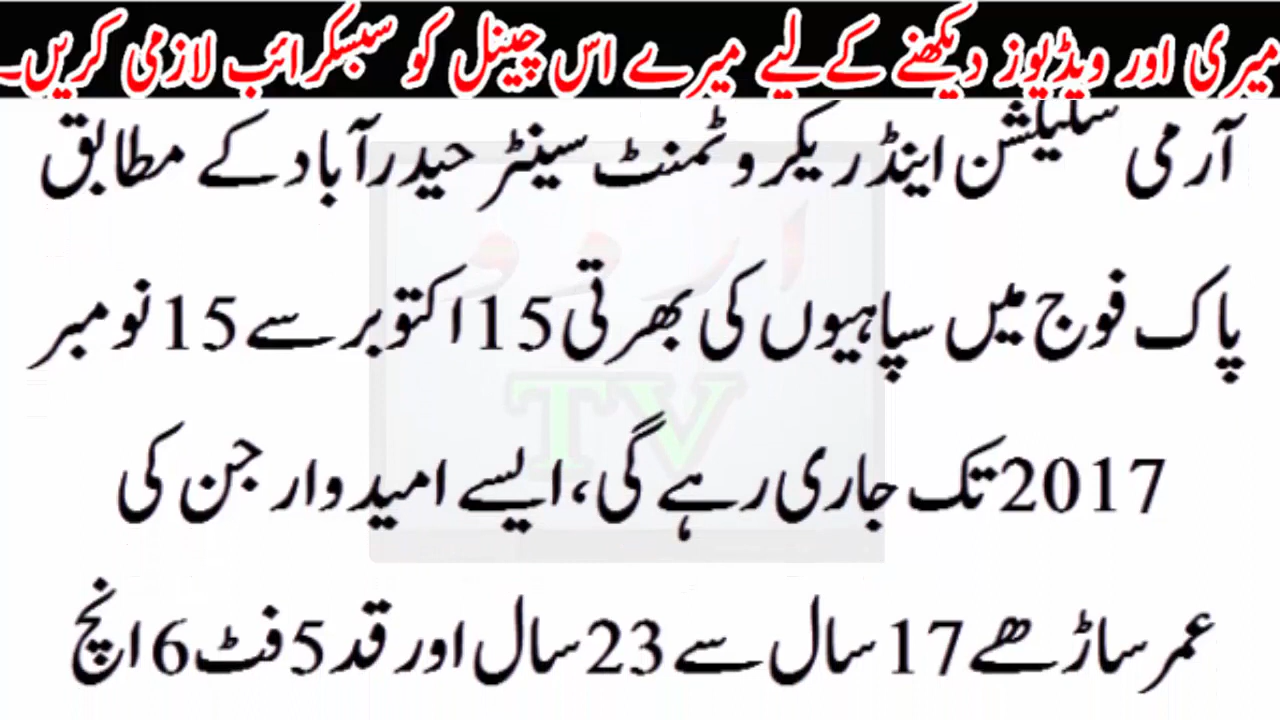 میری اور ویڈیوز دیکھنے کے لیے میرے اس چینل کو سبسکرائب لازمی کریں۔
آرمی سلیکشن اینڈ ریکروٹمنٹ سینٹر حیدرآباد کے مطابق
پاک فوج میں سپاہیوں کی بھرتی 15 اکتوبر سے 15 نومبر
2017 تک جاری رہے گی، ایسے امیدوار جن کی
عمر ساڑھے 17 سال سے 23 سال اور قد 5 فٹ 6 انچ
اردو
TV